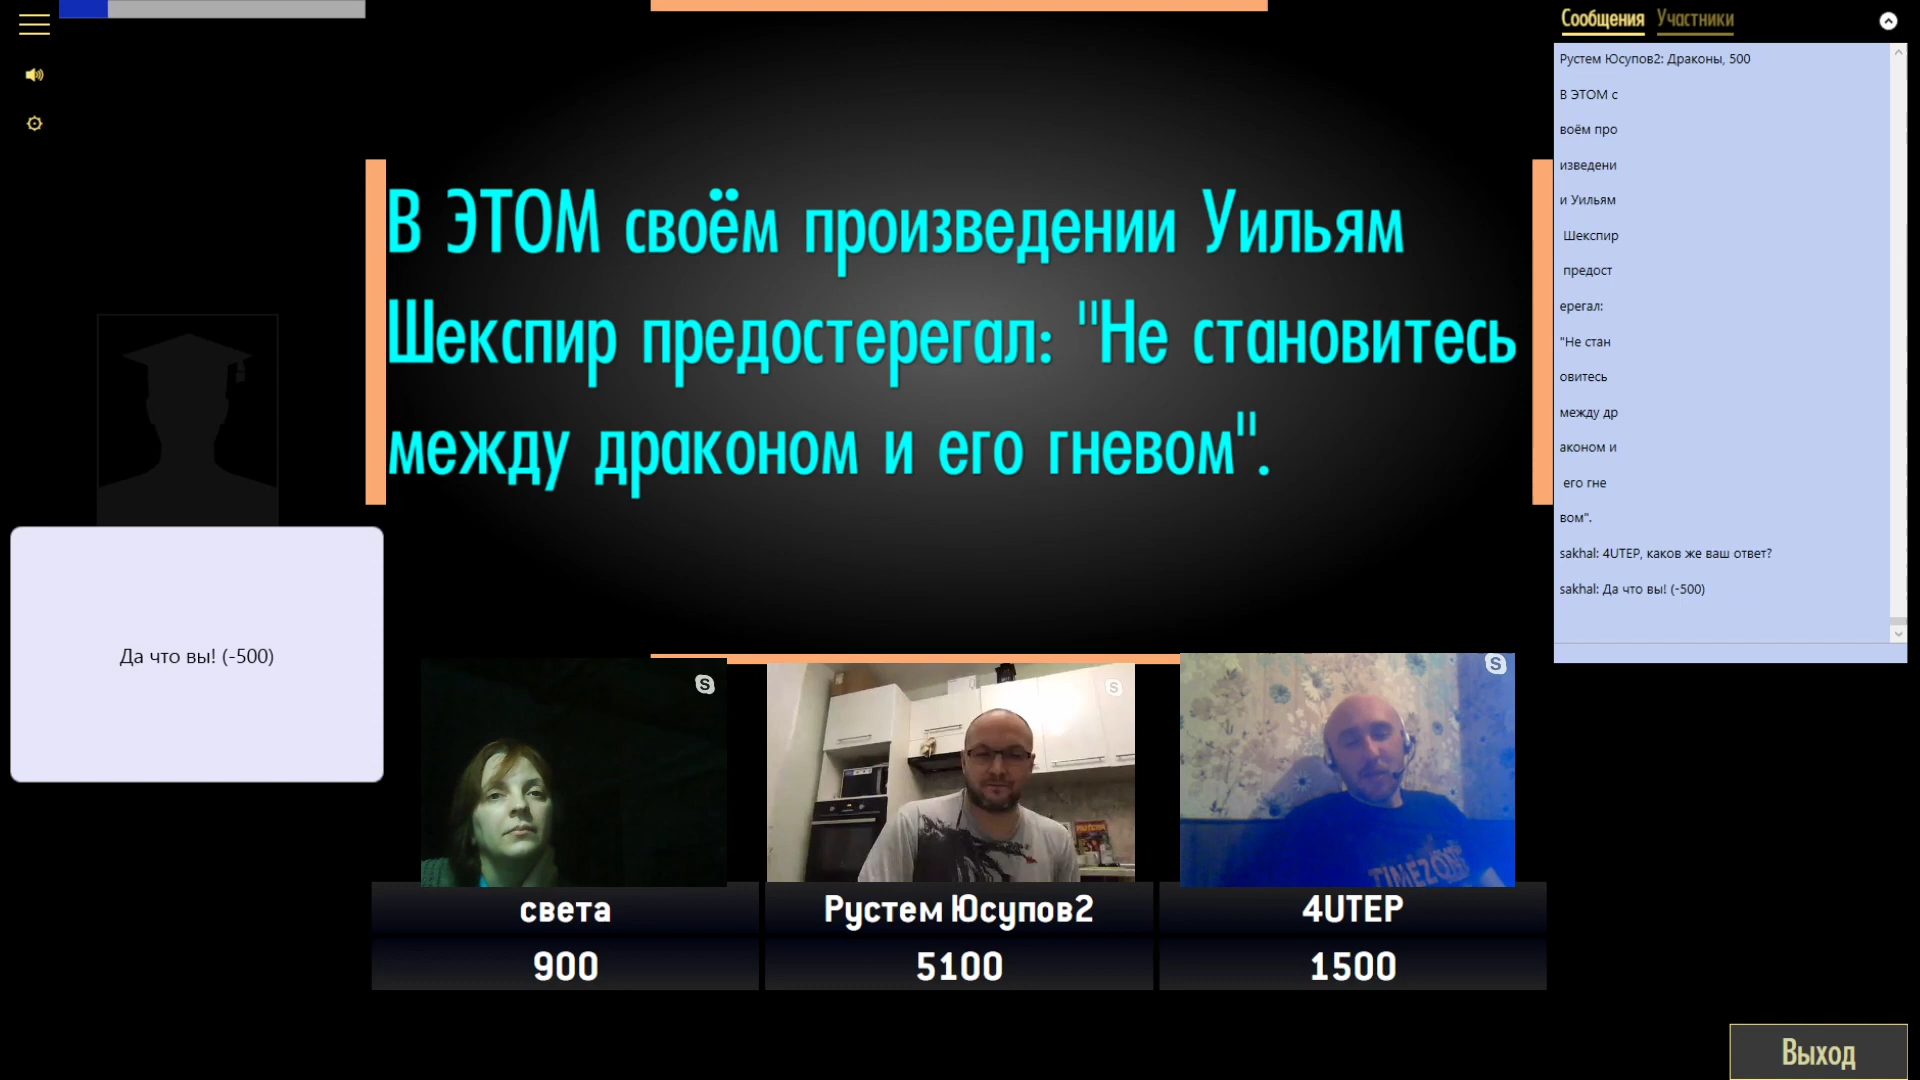 Сообщения Участники
В ЭТОМ своём произведении Уильям
Шекспир предостерегал: "Не становитесь
между драконом и его гневом".
Рустем Юсупов2: Драконы, 500
В ЭТОМ с
воём про
изведени
и Уильям
Шекспир
предост
ерегал:
"Не стан
овитесь
между др
аконом и
его гне
вом".
sakhal: 4UTEP, каков же ваш ответ?
sakhal: Да что вы! (-500)
Да что вы! (-500)
TIMEZONE
света
Рустем Юсупов2
4UTEP
900
5100
1500
Выход